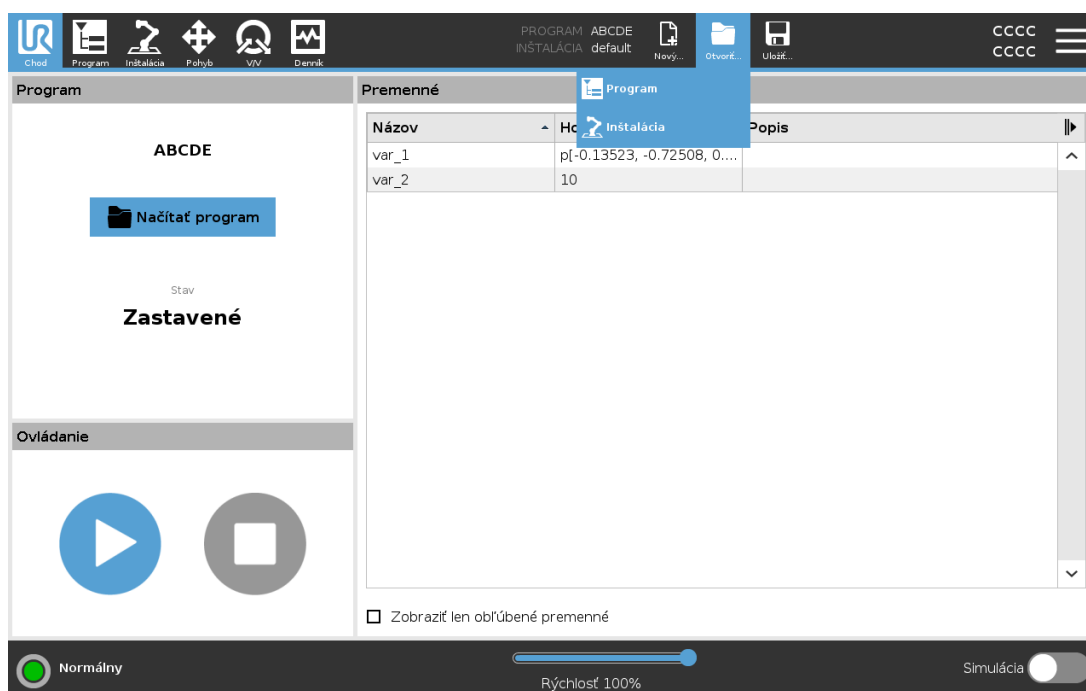 UR
Chod Program Inštalácia Pohyb V/V Denník
PROGRAM ABCDE
INŠTALÁCIA default
Nový... Otvoriť... Uložiť...
CCCC
CCCC
Program
Inštalácia
Program
ABCDE
Načítať program
Stav
Zastavené
Ovládanie
Premenné
Názov Ho Popis
var_1 p[-0.13523, -0.72508, 0....
var_2 10
Zobraziť len obľúbené premenné
Normálny
Rýchlosť 100%
Simulácia